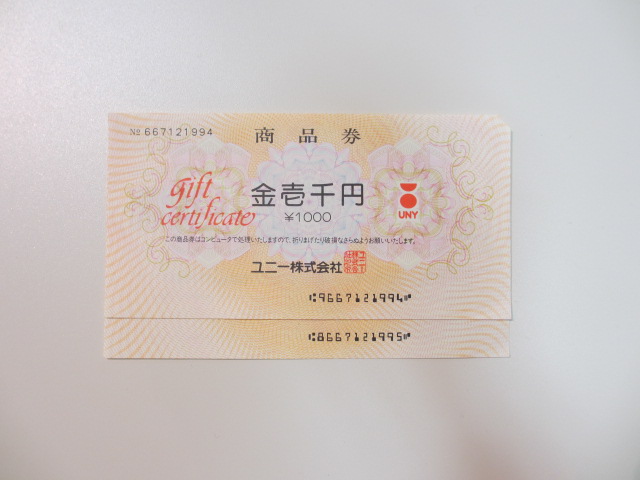 №667121994
商品券
gift certificate
金壱千円
¥1000
UNY
この商品券はコンピュータで処理いたしますので、折りまげたり破損なさらぬようお願いいたします。
ユニー株式会社
⑆9667121994⑈
⑆8667121995⑈